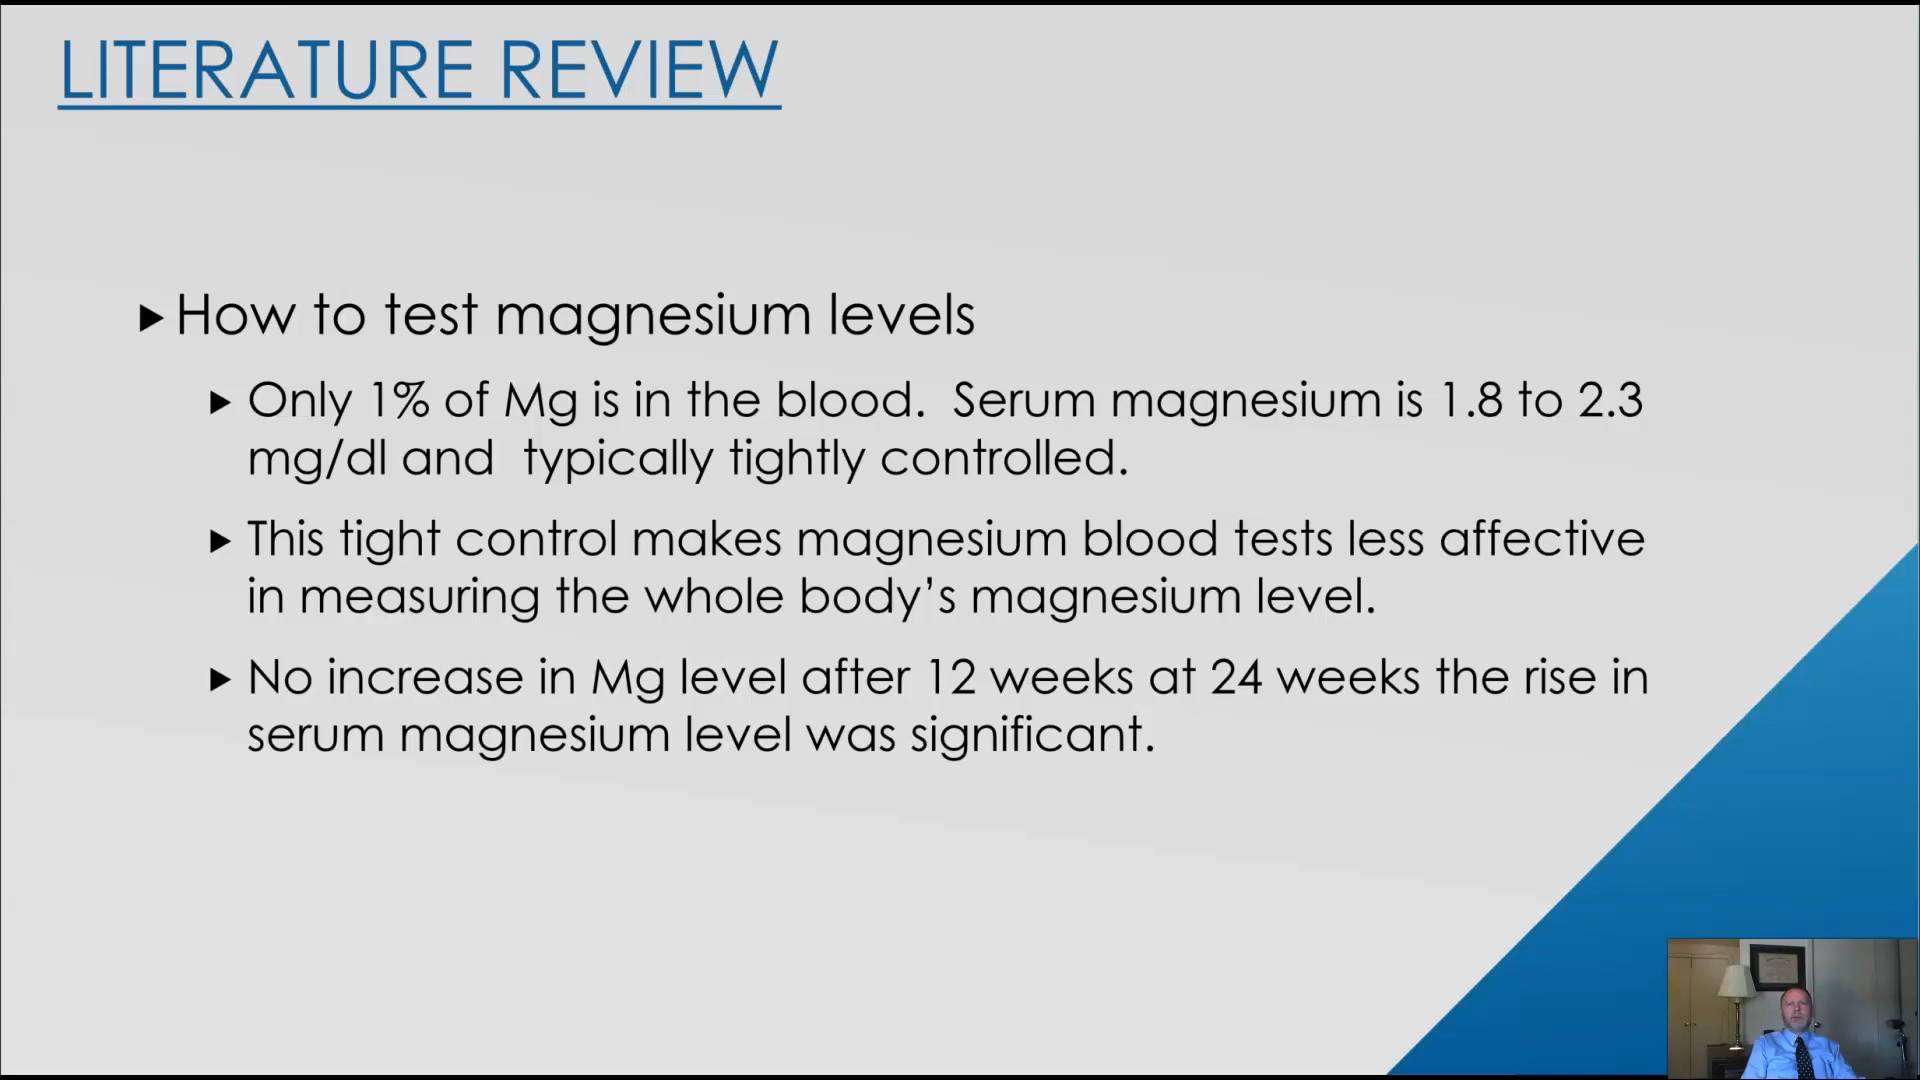 LITERATURE REVIEW
How to test magnesium levels
Only 1% of Mg is in the blood.  Serum magnesium is 1.8 to 2.3
mg/dl and  typically tightly controlled.
This tight control makes magnesium blood tests less affective
in measuring the whole body’s magnesium level.
No increase in Mg level after 12 weeks at 24 weeks the rise in
serum magnesium level was significant.